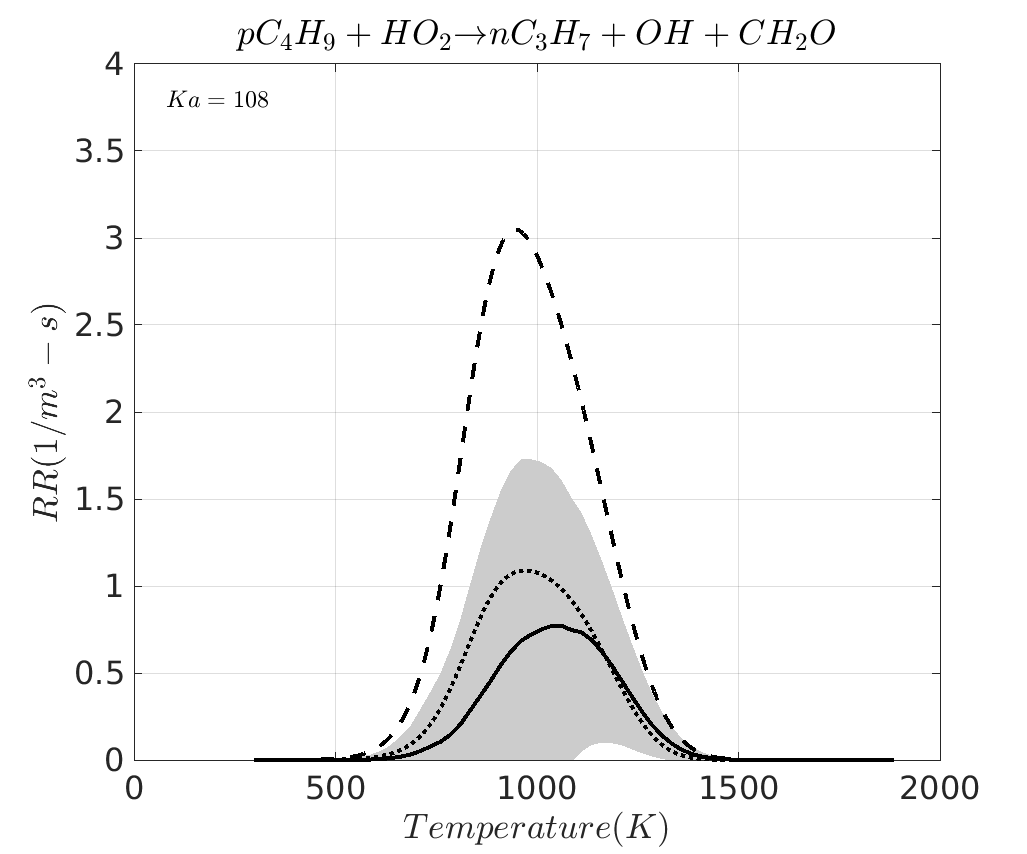 pC₄H₉ + HO₂→nC₃H₇ + OH + CH₂O
Ka = 108
4
3.5
3
2.5
2
1.5
1
0.5
0
RR(1/m³ − s)
0 500 1000 1500 2000
Temperature(K)